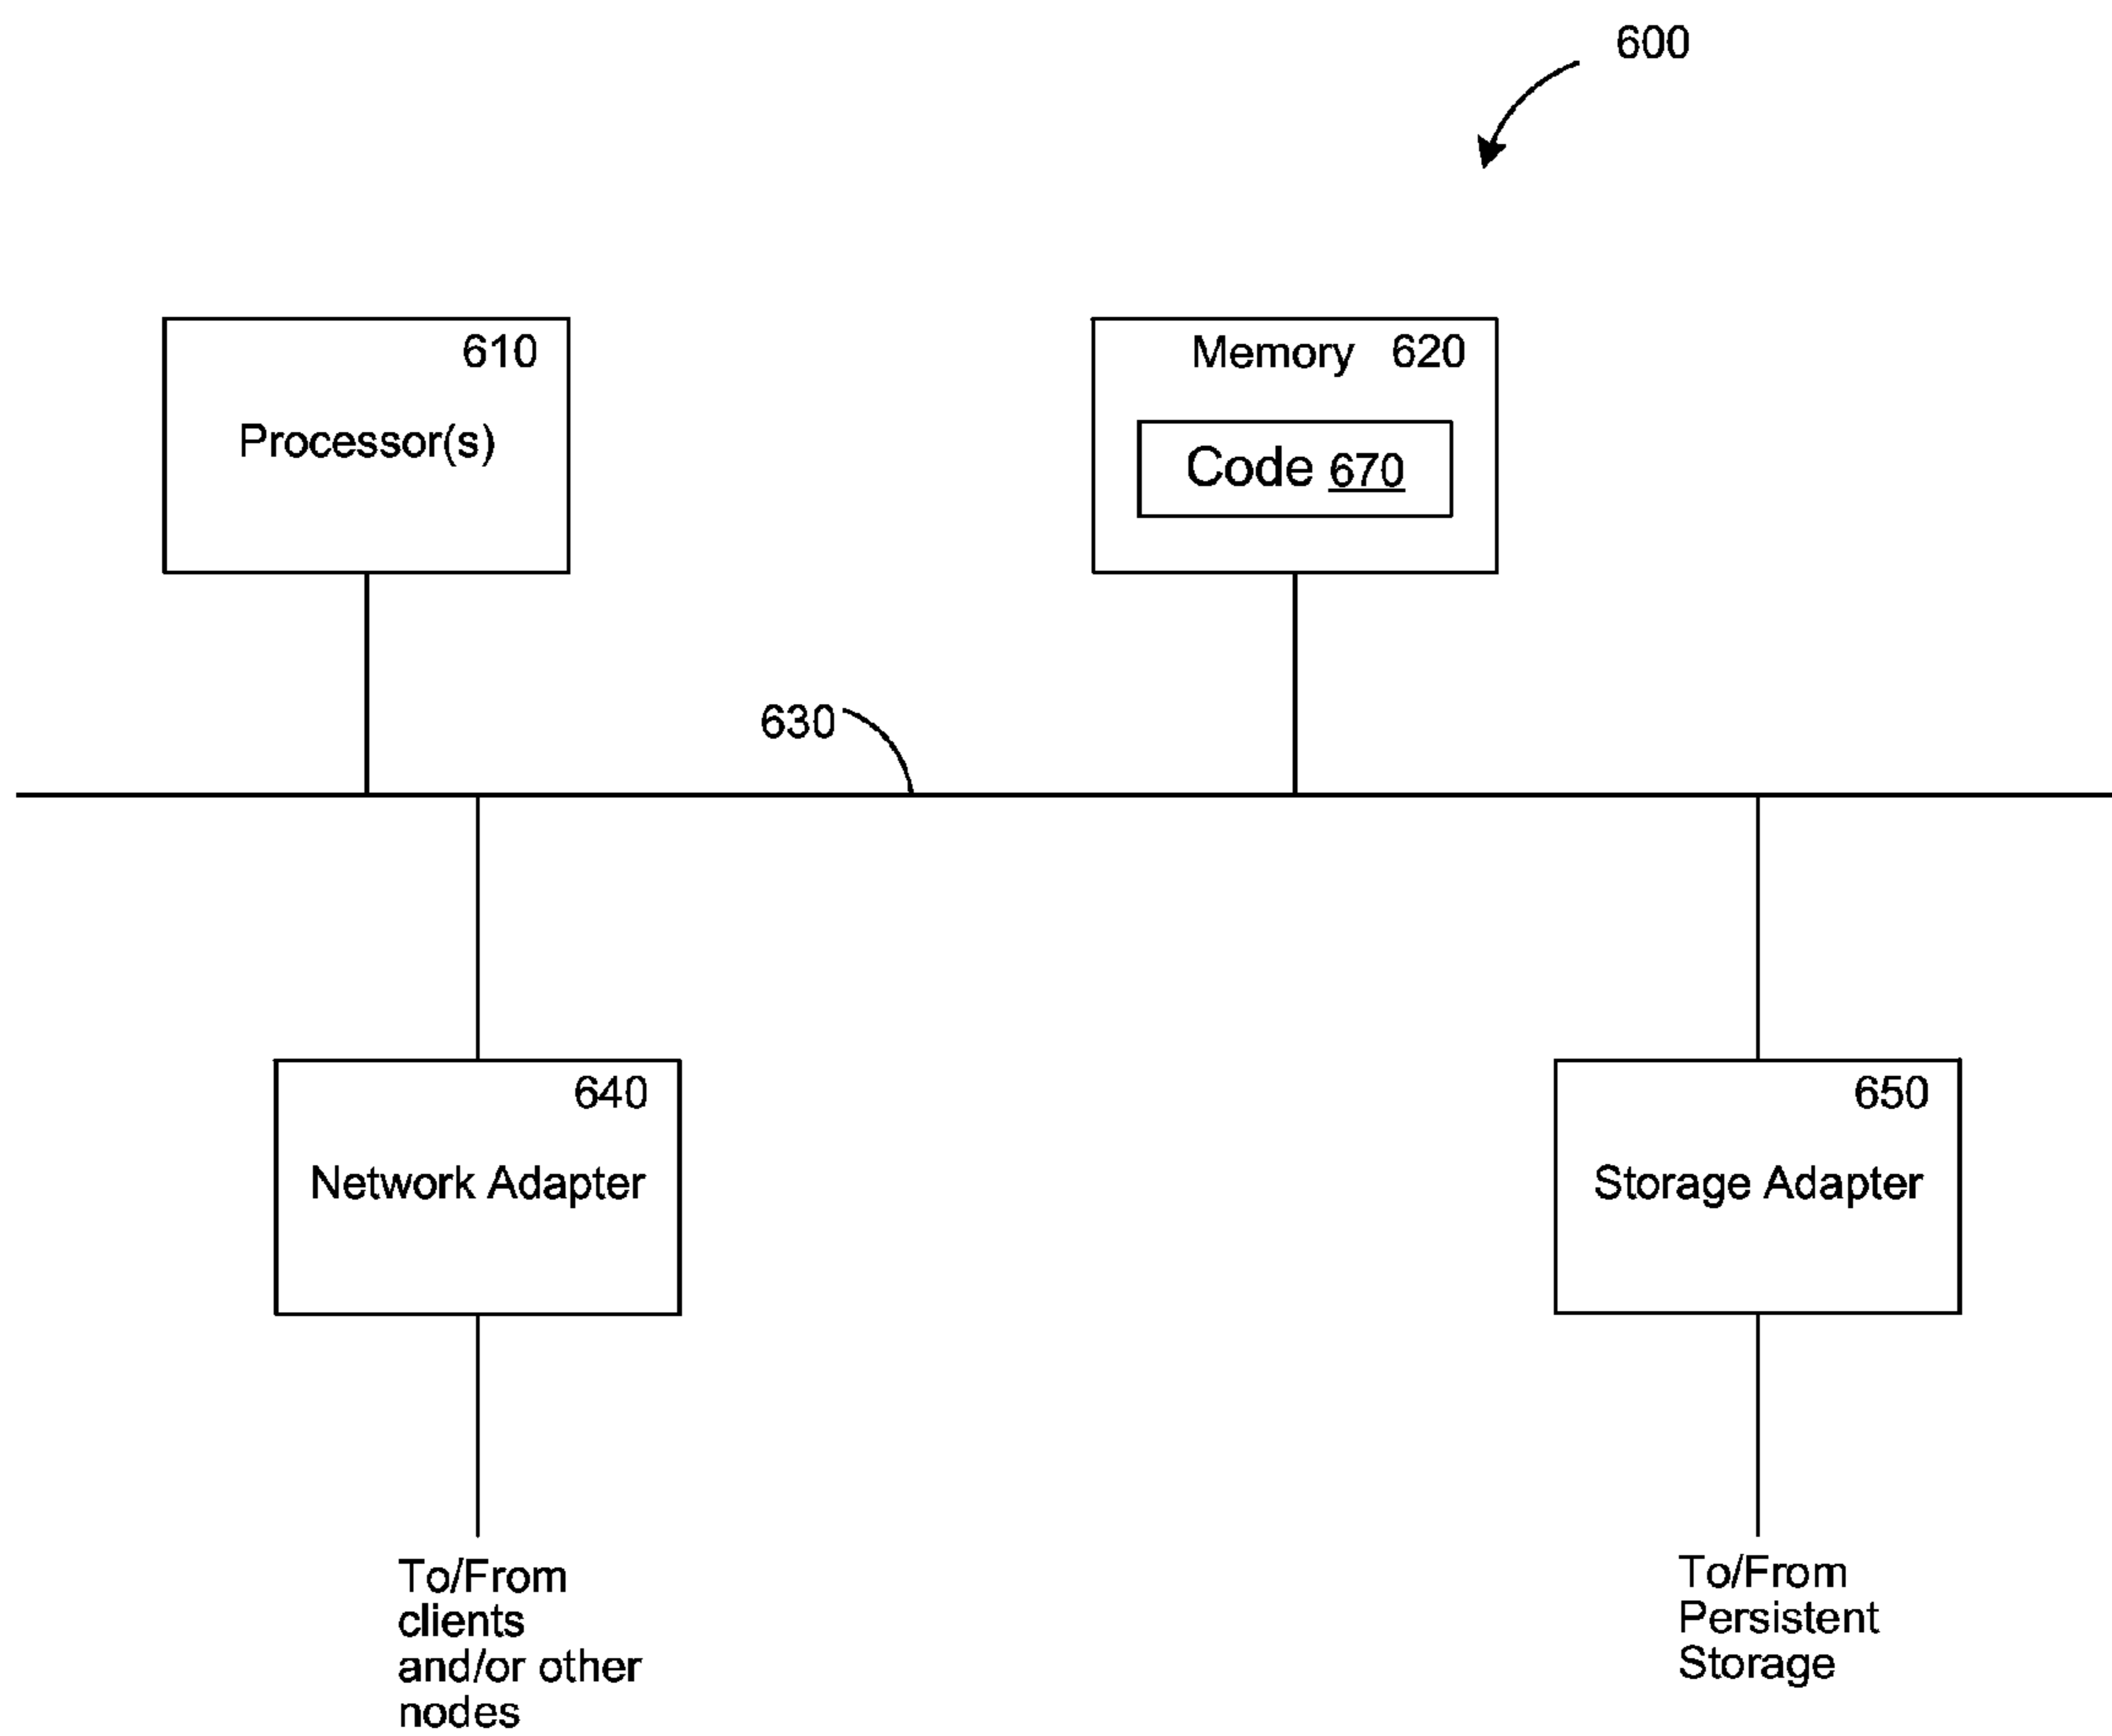 600
610
Processor(s)
Memory 620
Code 670
630
640
Network Adapter
650
Storage Adapter
To/From
clients
and/or other
nodes
To/From
Persistent
Storage